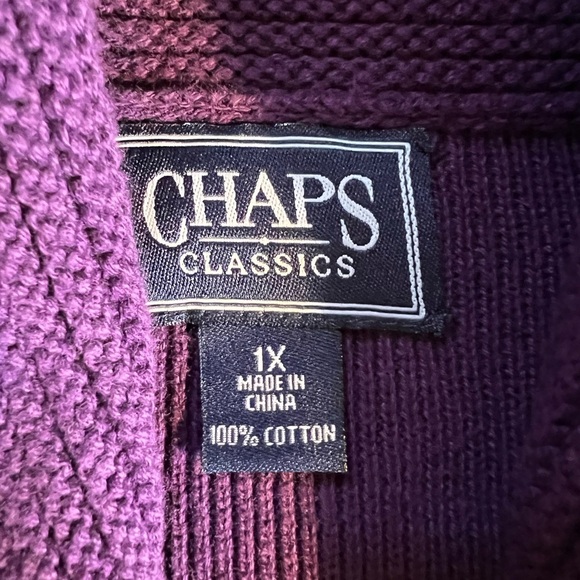 CHAPS
CLASSICS
1X
MADE IN
CHINA
100% COTTON